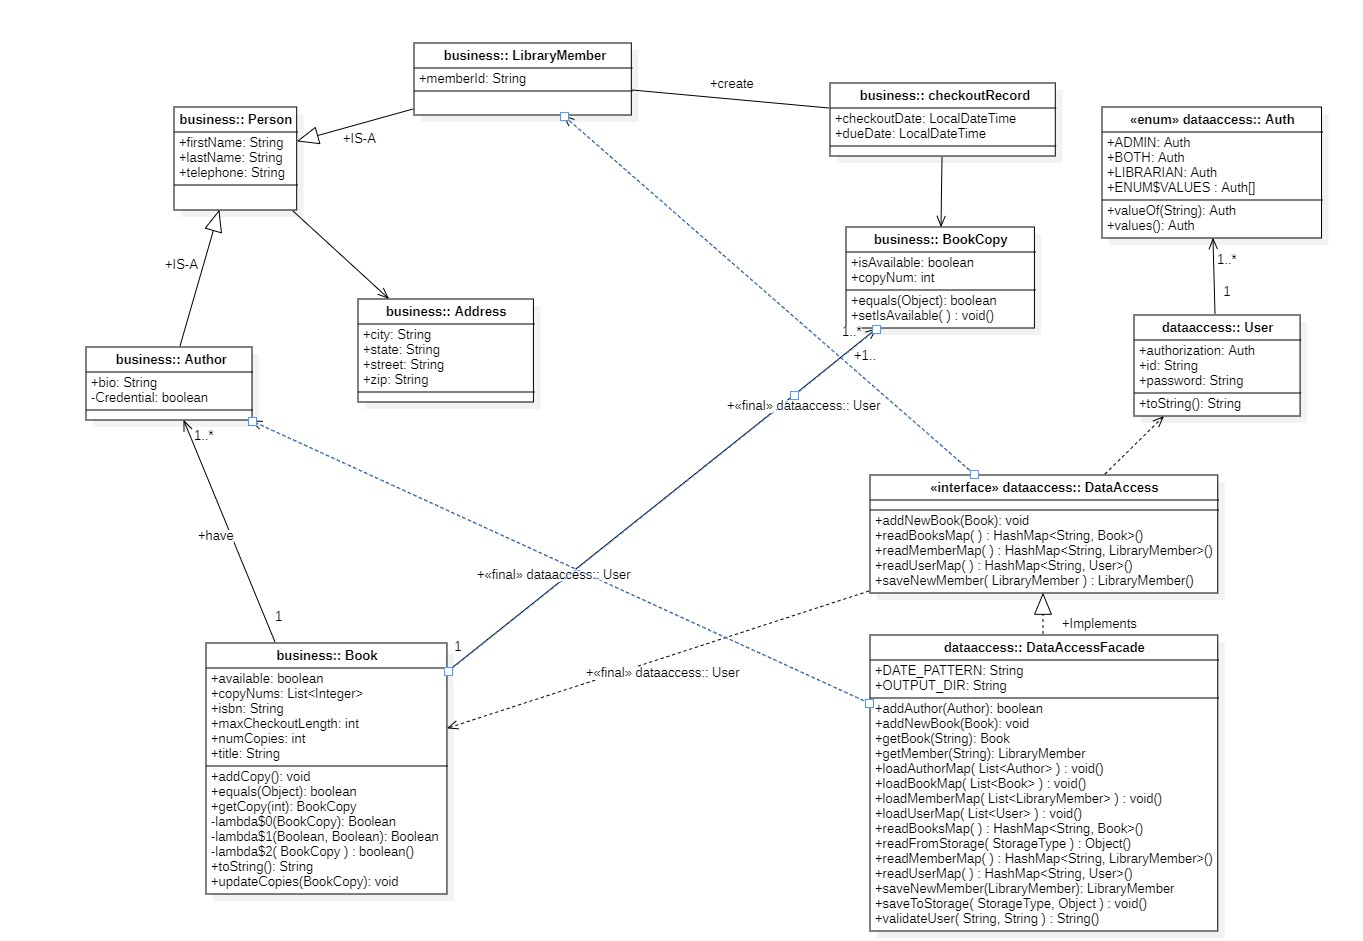 business:: LibraryMember
+memberId: String
+create
business:: checkoutRecord
+checkoutDate: LocalDateTime
+dueDate: LocalDateTime
business:: Person
+firstName: String
+lastName: String
+telephone: String
+IS-A
«enum» dataaccess:: Auth
+ADMIN: Auth
+BOTH: Auth
+LIBRARIAN: Auth
+ENUM$VALUES : Auth[]
+valueOf(String): Auth
+values(): Auth
business:: BookCopy
+isAvailable: boolean
+copyNum: int
+equals(Object): boolean
+setIsAvailable( ) : void()
+IS-A
1..*
1
business:: Address
+city: String
+state: String
+street: String
+zip: String
dataaccess:: User
+authorization: Auth
+id: String
+password: String
+toString(): String
1..*
+1..
business:: Author
+bio: String
-Credential: boolean
+«final» dataaccess:: User
1..*
«interface» dataaccess:: DataAccess
+addNewBook(Book): void
+readBooksMap( ) : HashMap<String, Book>()
+readMemberMap( ) : HashMap<String, LibraryMember>()
+readUserMap( ) : HashMap<String, User>()
+saveNewMember( LibraryMember ) : LibraryMember()
+have
+«final» dataaccess:: User
1
1
+Implements
+«final» dataaccess:: User
business:: Book
+available: boolean
+copyNums: List<Integer>
+isbn: String
+maxCheckoutLength: int
+numCopies: int
+title: String
+addCopy(): void
+equals(Object): boolean
+getCopy(int): BookCopy
-lambda$0(BookCopy): Boolean
-lambda$1(Boolean, Boolean): Boolean
-lambda$2( BookCopy ) : boolean()
+toString(): String
+updateCopies(BookCopy): void
dataaccess:: DataAccessFacade
+DATE_PATTERN: String
+OUTPUT_DIR: String
+addAuthor(Author): boolean
+addNewBook(Book): void
+getBook(String): Book
+getMember(String): LibraryMember
+loadAuthorMap( List<Author> ) : void()
+loadBookMap( List<Book> ) : void()
+loadMemberMap( List<LibraryMember> ) : void()
+loadUserMap( List<User> ) : void()
+readBooksMap( ) : HashMap<String, Book>()
+readFromStorage( StorageType ) : Object()
+readMemberMap( ) : HashMap<String, LibraryMember>()
+readUserMap( ) : HashMap<String, User>()
+saveNewMember(LibraryMember): LibraryMember
+saveToStorage( StorageType, Object ) : void()
+validateUser( String, String ) : String()